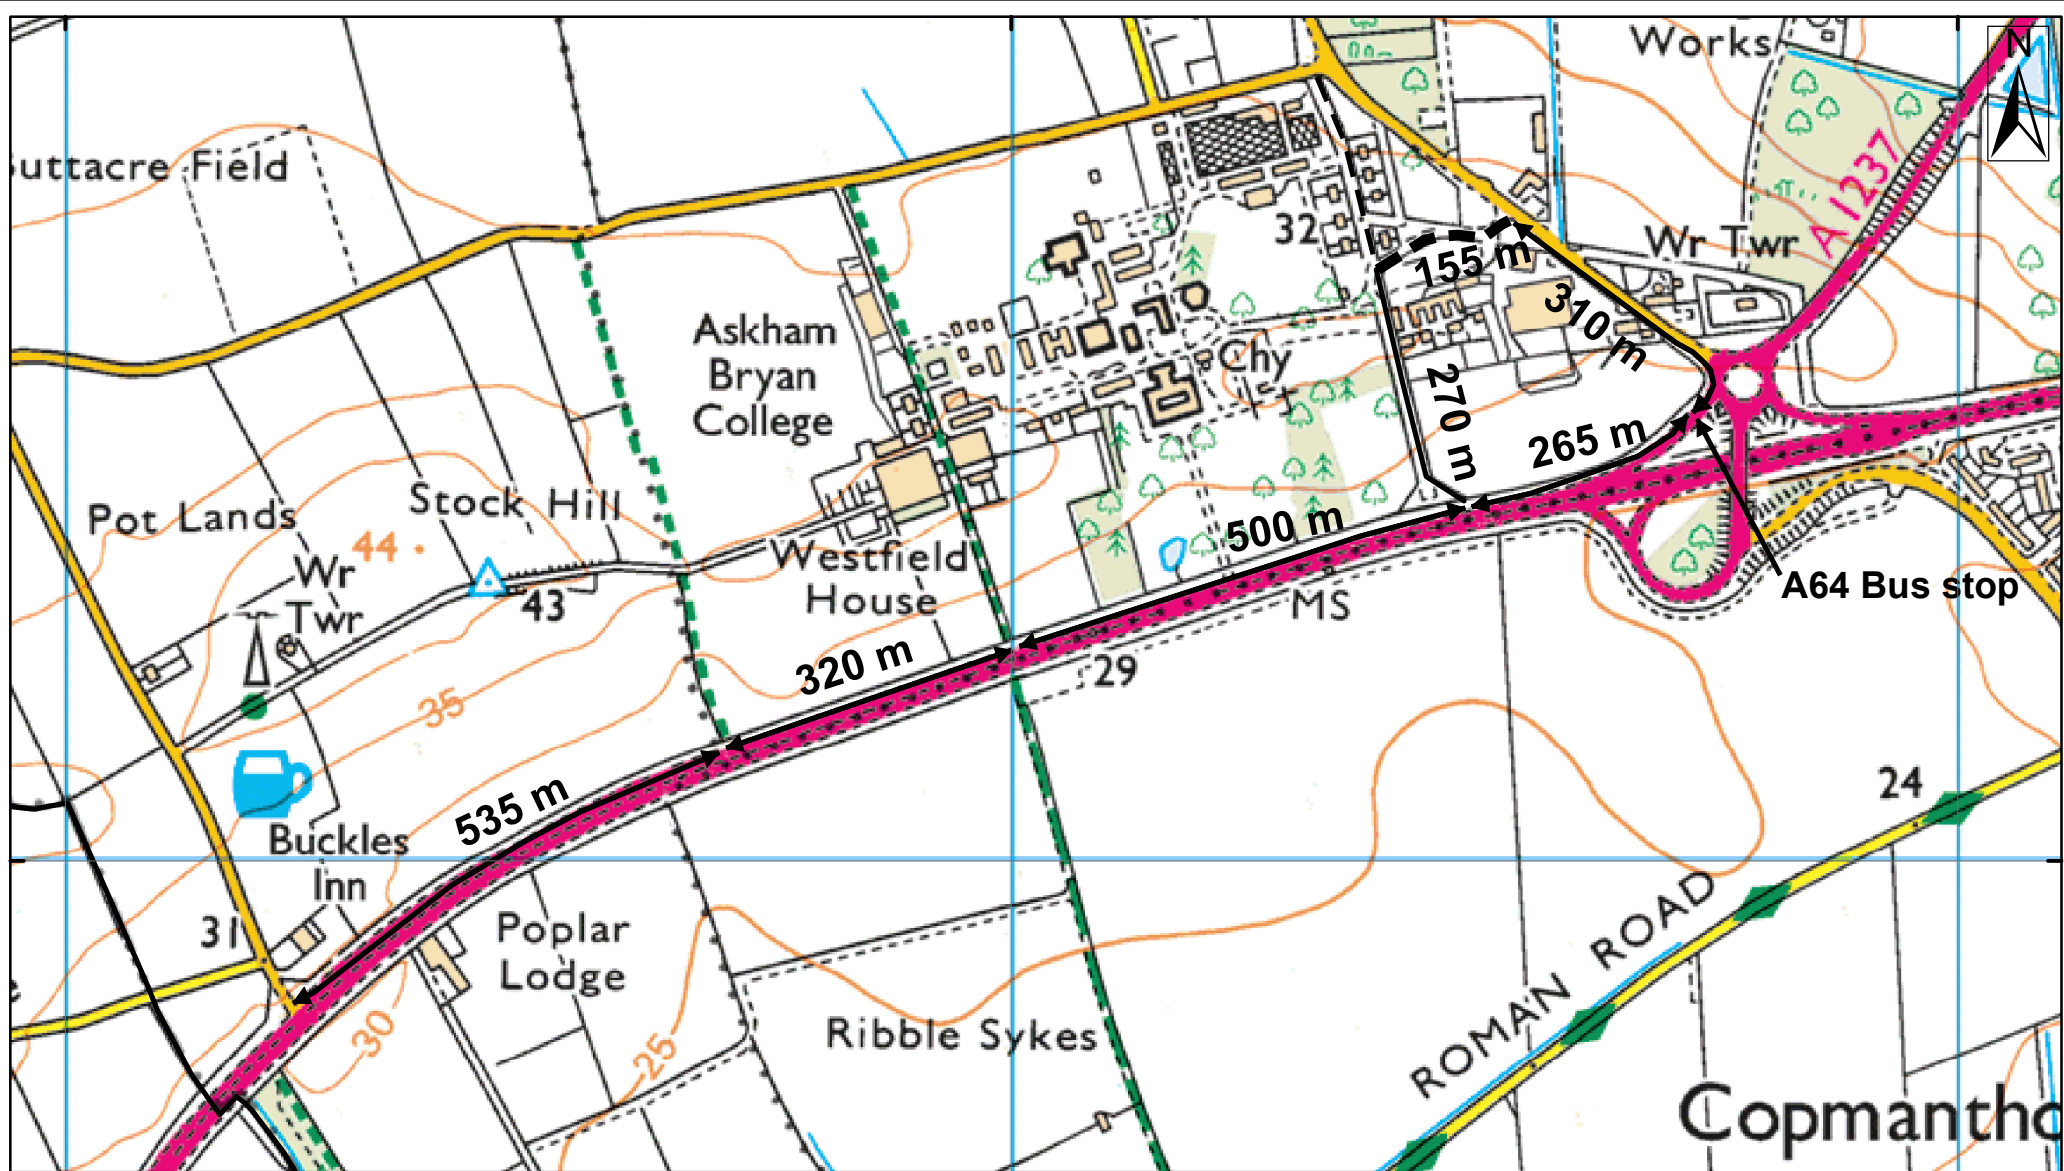 Works
N
uttacre Field
A 1237
32
Wr Twr
155 m
310 m
Askham
Bryan
College
Chy
270 m
265 m
Stock Hill
Pot Lands
44
500 m
Wr
Twr
43
Westfield
House
MS
A64 Bus stop
320 m
29
35
535 m
24
Buckles
Inn
31
Poplar
Lodge
ROMAN ROAD
30
25
Ribble Sykes
Copmantho